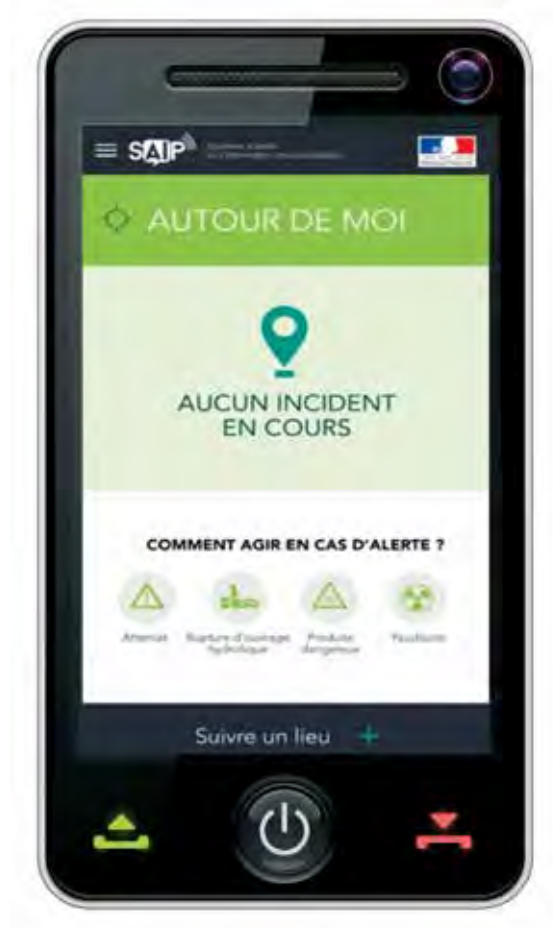 SAIP
AUTOUR DE MOI
AUCUN INCIDENT
EN COURS
COMMENT AGIR EN CAS D'ALERTE ?
Attentat
Rupture d'ouvrage
hydrolique
Produits
dangereux
Nucléaire
Suivre un lieu +